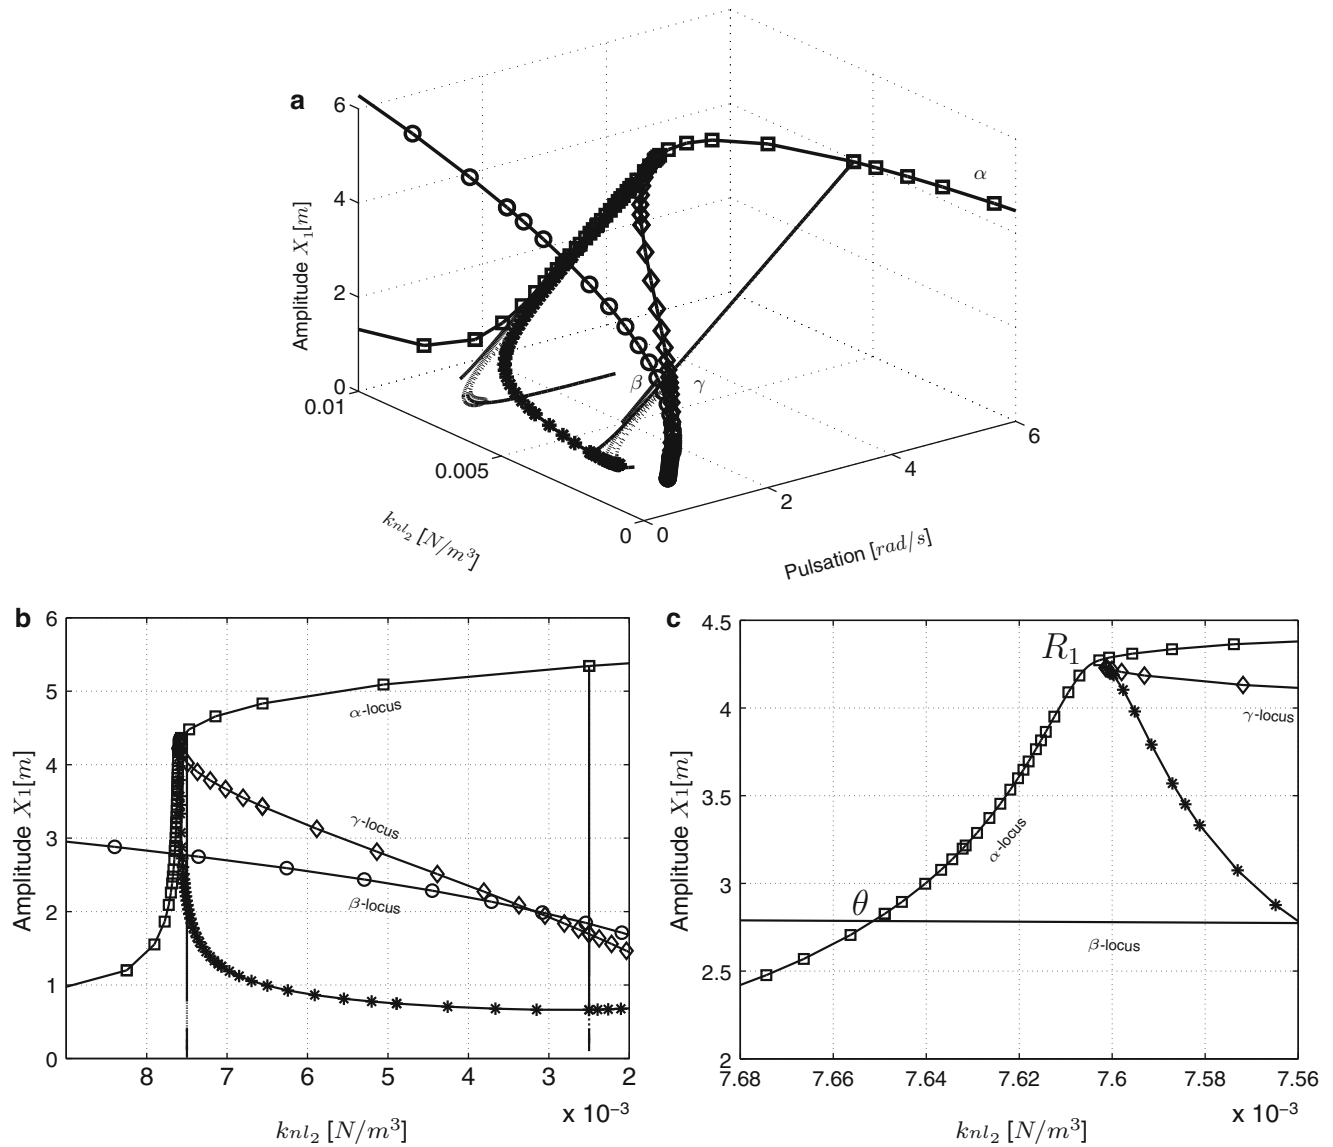 a
6
4
2
0
Amplitude X₁[m]
α
β
γ
0.01
0.005
0
0
2
4
6
kₙₗ₂ [N/m³]
Pulsation [rad/s]
b
6
5
4
3
2
1
0
Amplitude X1[m]
α-locus
γ-locus
β-locus
8 7 6 5 4 3 2
x 10⁻³
kₙₗ₂ [N/m³]
c
4.5
4
3.5
3
2.5
2
Amplitude X1[m]
R₁
γ-locus
α-locus
θ
β-locus
7.68 7.66 7.64 7.62 7.6 7.58 7.56
x 10⁻³
kₙₗ₂ [N/m³]